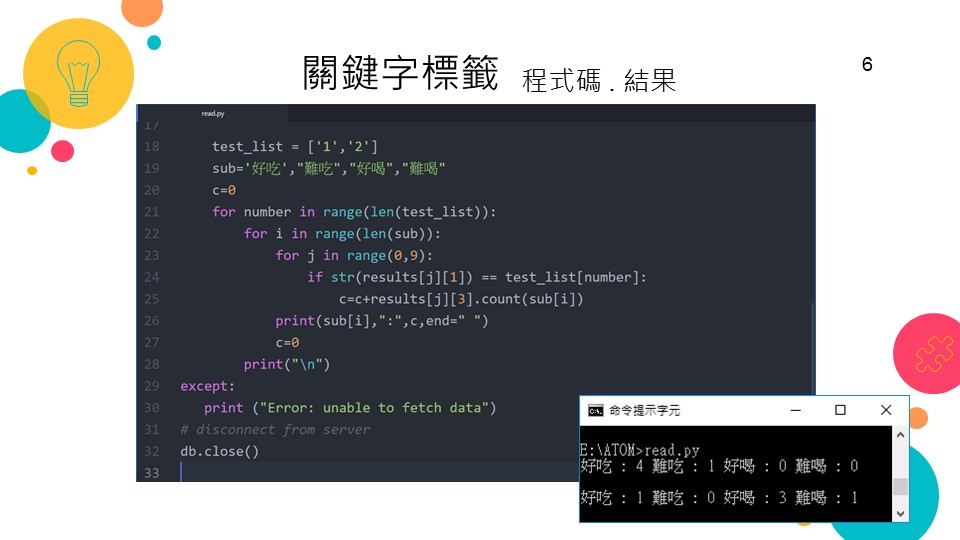 6
關鍵字標籤 程式碼 . 結果
read.py
17
18 test_list = ['1','2']
19 sub='好吃',"難吃","好喝","難喝"
20 c=0
21 for number in range(len(test_list)):
22 for i in range(len(sub)):
23 for j in range(0,9):
24 if str(results[j][1]) == test_list[number]:
25 c=c+results[j][3].count(sub[i])
26 print(sub[i],":",c,end=" ")
27 c=0
28 print("\n")
29 except:
30 print ("Error: unable to fetch data")
31 # disconnect from server
32 db.close()
33
命令提示字元
E:\ATOM>read.py
好吃 : 4 難吃 : 1 好喝 : 0 難喝 : 0
好吃 : 1 難吃 : 0 好喝 : 3 難喝 : 1